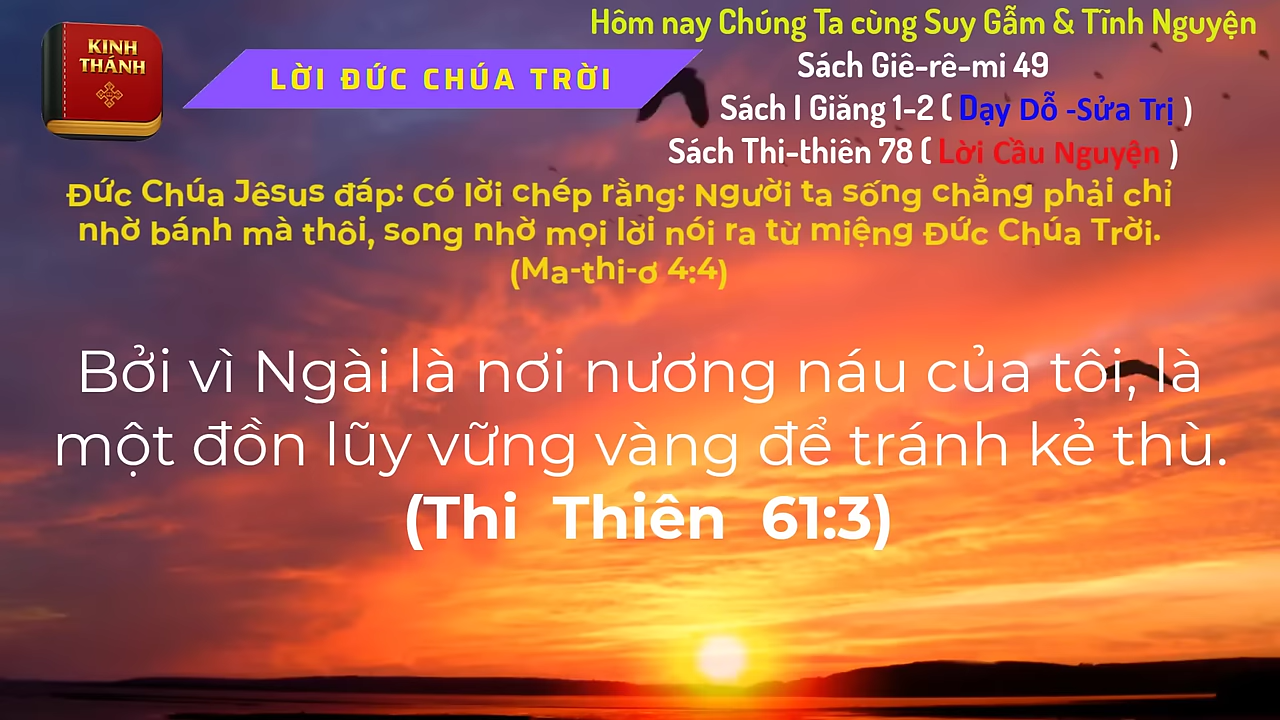 KINH
THÁNH
LỜI ĐỨC CHÚA TRỜI
Hôm nay Chúng Ta cùng Suy Gẫm & Tĩnh Nguyện
Sách Giê-rê-mi 49
Sách I Giăng 1-2 ( Dạy Dỗ -Sửa Trị )
Sách Thi-thiên 78 ( Lời Cầu Nguyện )
Đức Chúa Jêsus đáp: Có lời chép rằng: Người ta sống chẳng phải chỉ
nhờ bánh mà thôi, song nhờ mọi lời nói ra từ miệng Đức Chúa Trời.
(Ma-thi-ơ 4:4)
Bởi vì Ngài là nơi nương náu của tôi, là
một đồn lũy vững vàng để tránh kẻ thù.
(Thi Thiên 61:3)